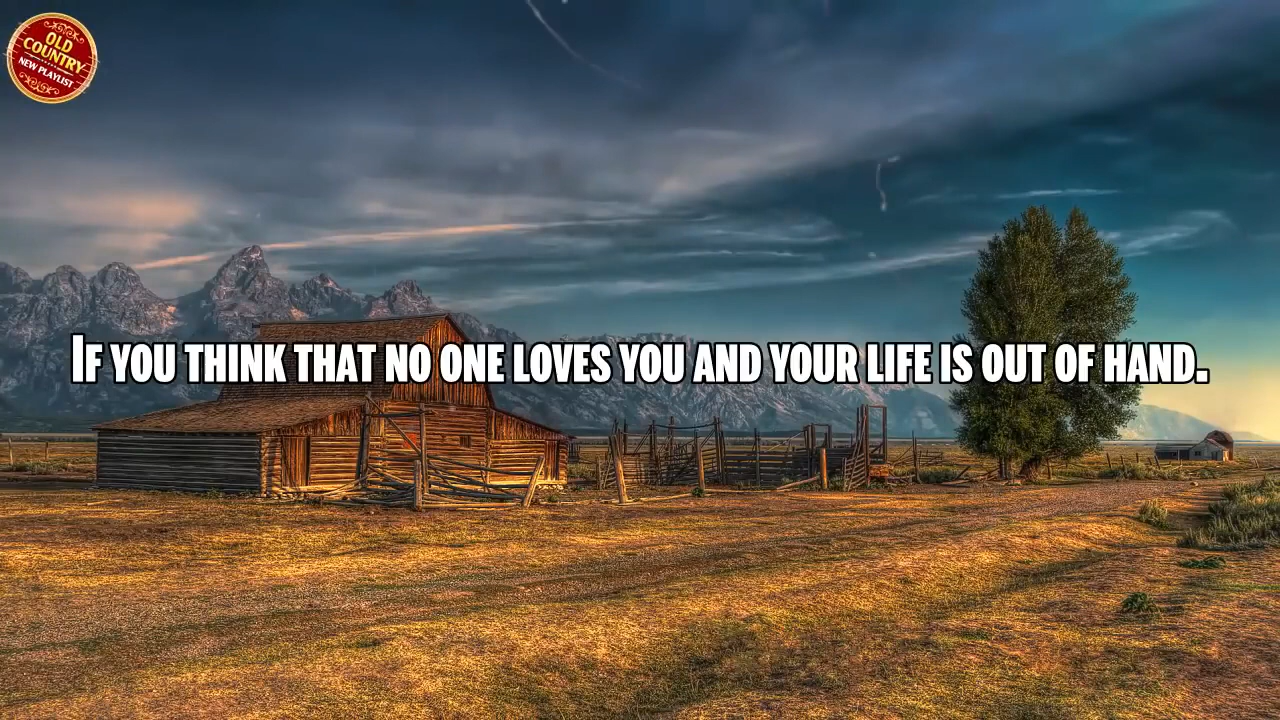 OLD
COUNTRY
NEW PLAYLIST
IF YOU THINK THAT NO ONE LOVES YOU AND YOUR LIFE IS OUT OF HAND.